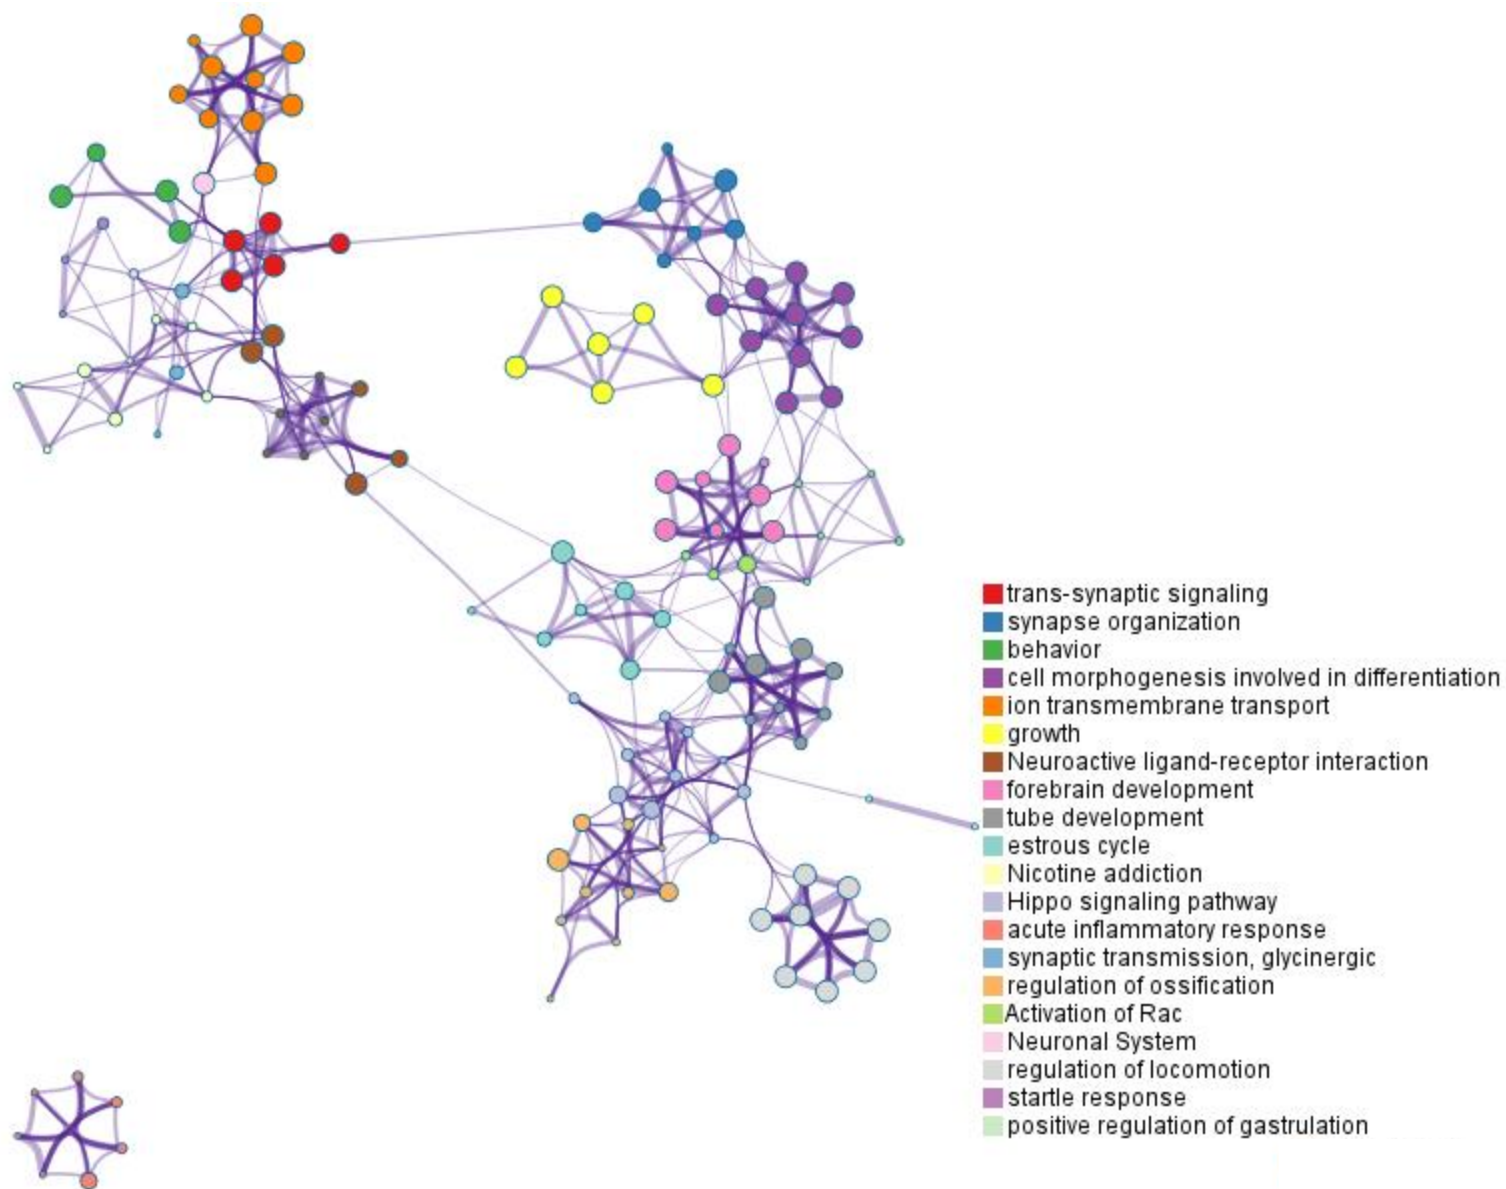 trans-synaptic signaling
synapse organization
behavior
cell morphogenesis involved in differentiation
ion transmembrane transport
growth
Neuroactive ligand-receptor interaction
forebrain development
tube development
estrous cycle
Nicotine addiction
Hippo signaling pathway
acute inflammatory response
synaptic transmission, glycinergic
regulation of ossification
Activation of Rac
Neuronal System
regulation of locomotion
startle response
positive regulation of gastrulation